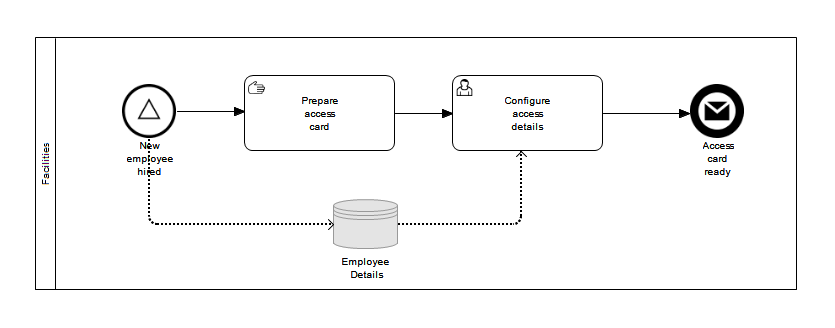 Facilities
New
employee
hired
Prepare
access
card
Configure
access
details
Access
card
ready
Employee
Details